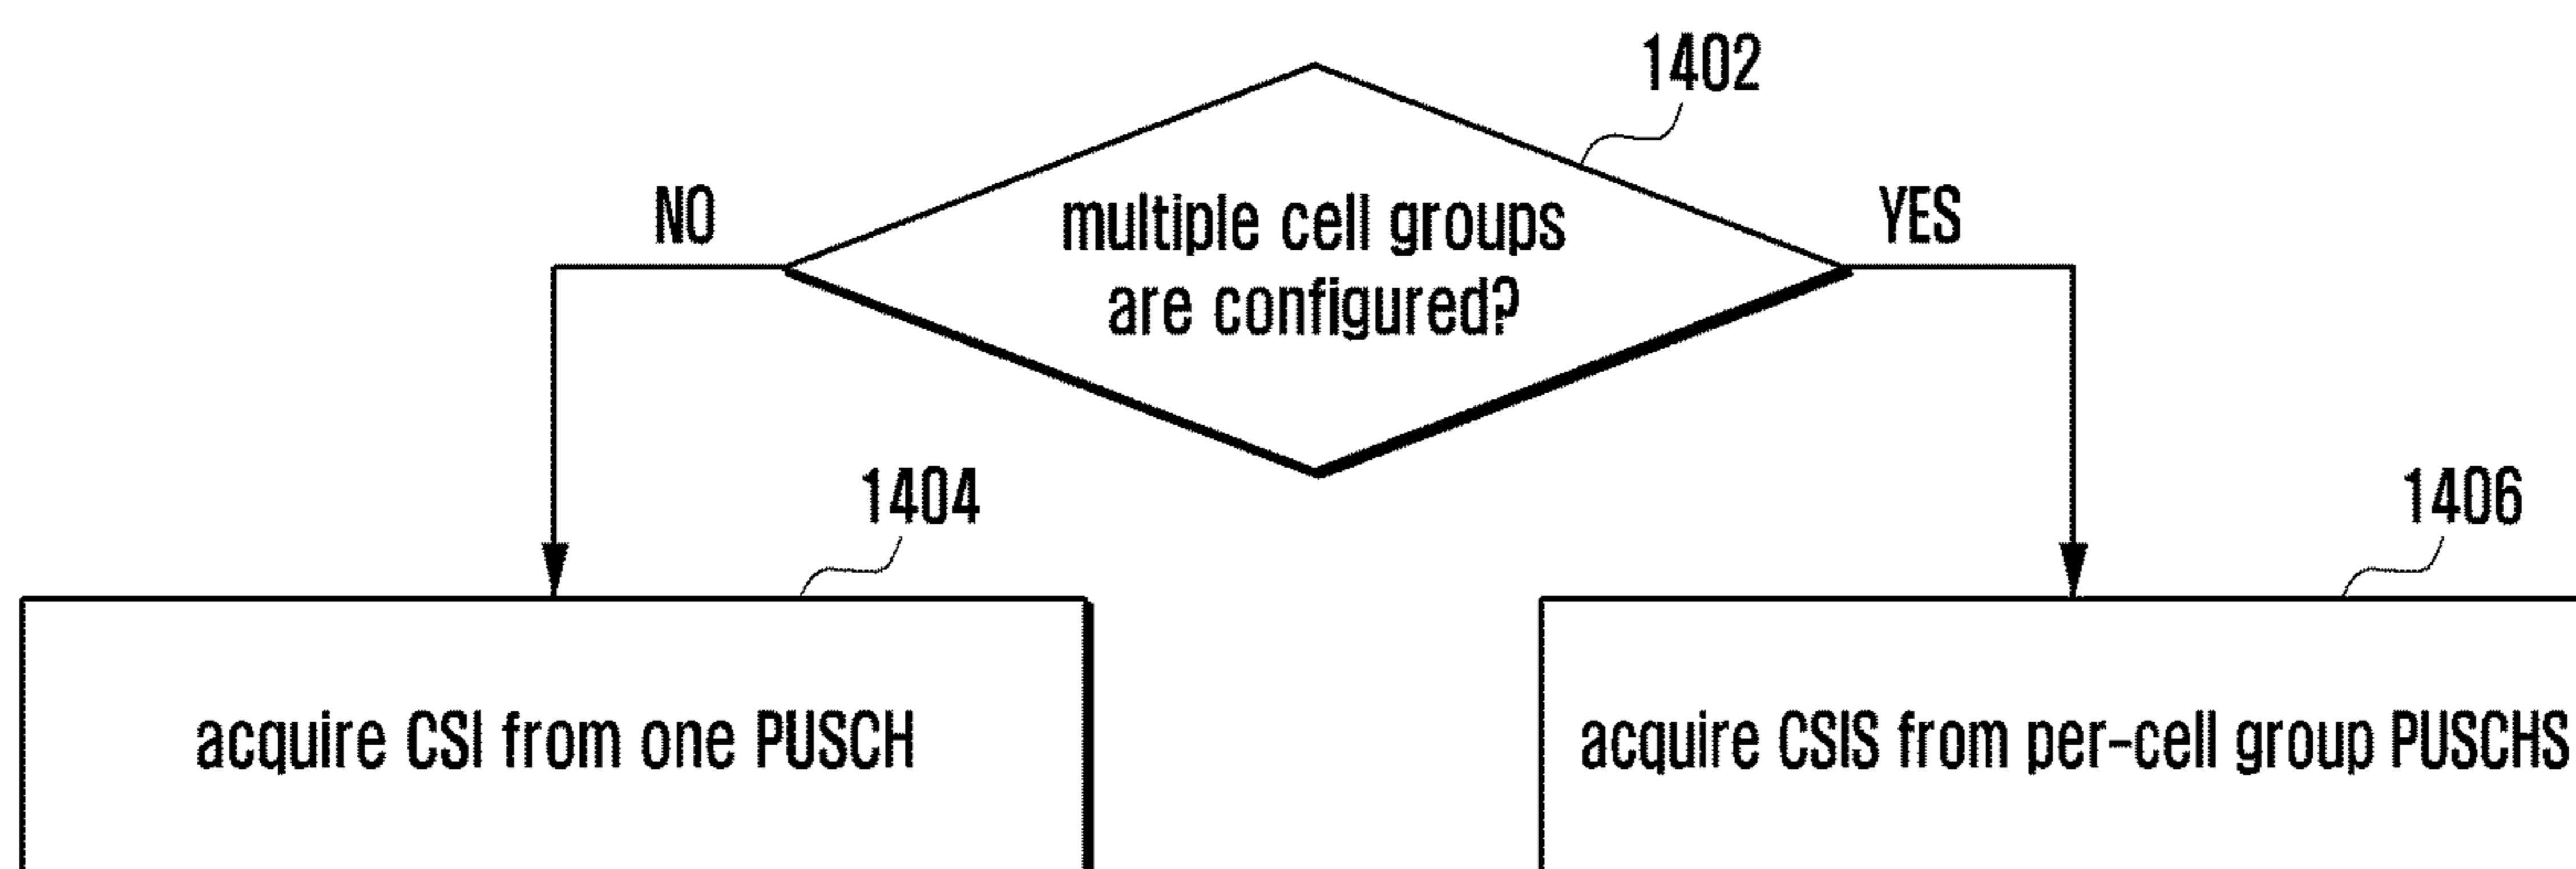 1402
NO
multiple cell groups
YES
are configured?
1404
1406
acquire CSI from one PUSCH
acquire CSIS from per-cell group PUSCHS